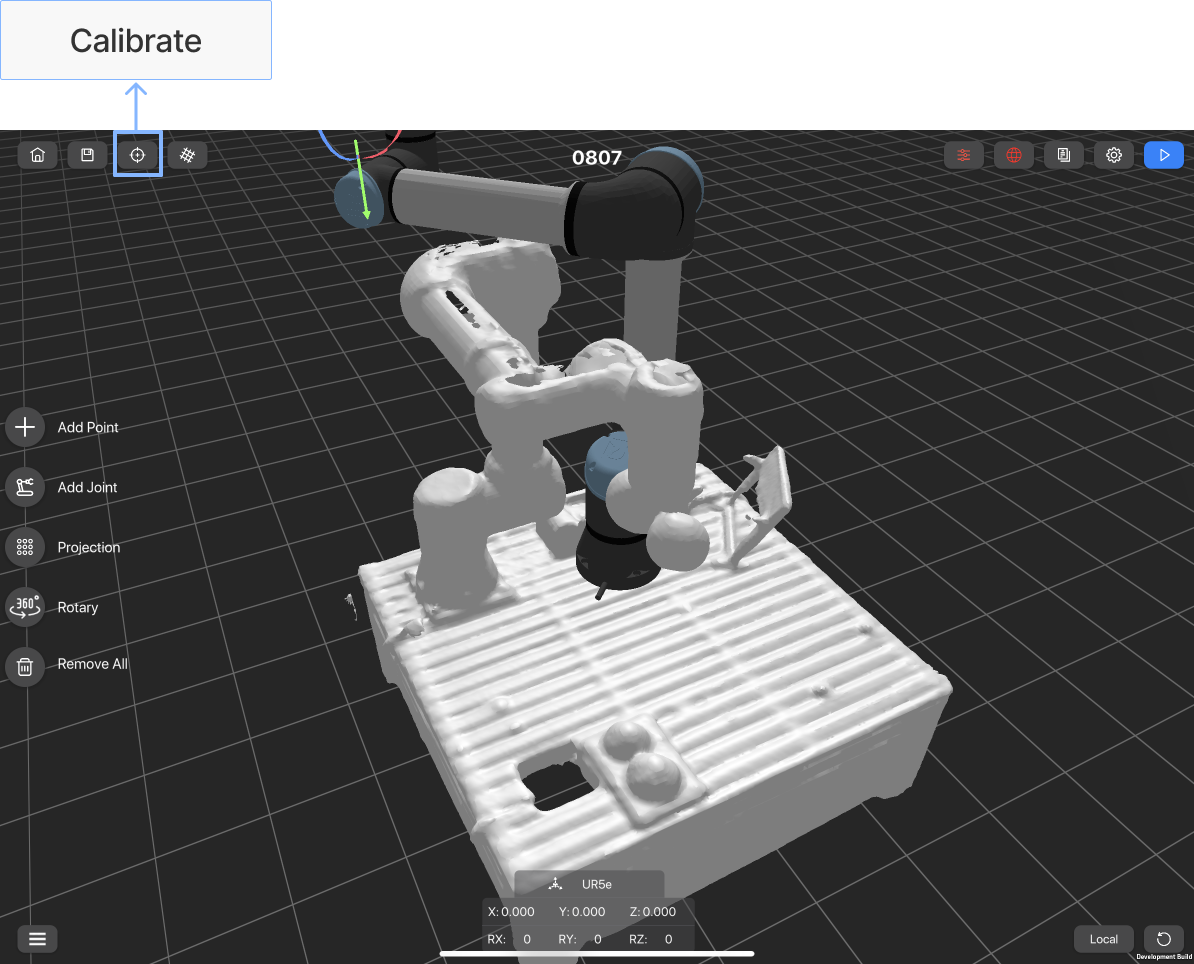 Calibrate
0807
Add Point
Add Joint
Projection
360°
Rotary
Remove All
UR5e
X: 0.000 Y: 0.000 Z: 0.000
RX: 0 RY: 0 RZ: 0
Local
Development Build